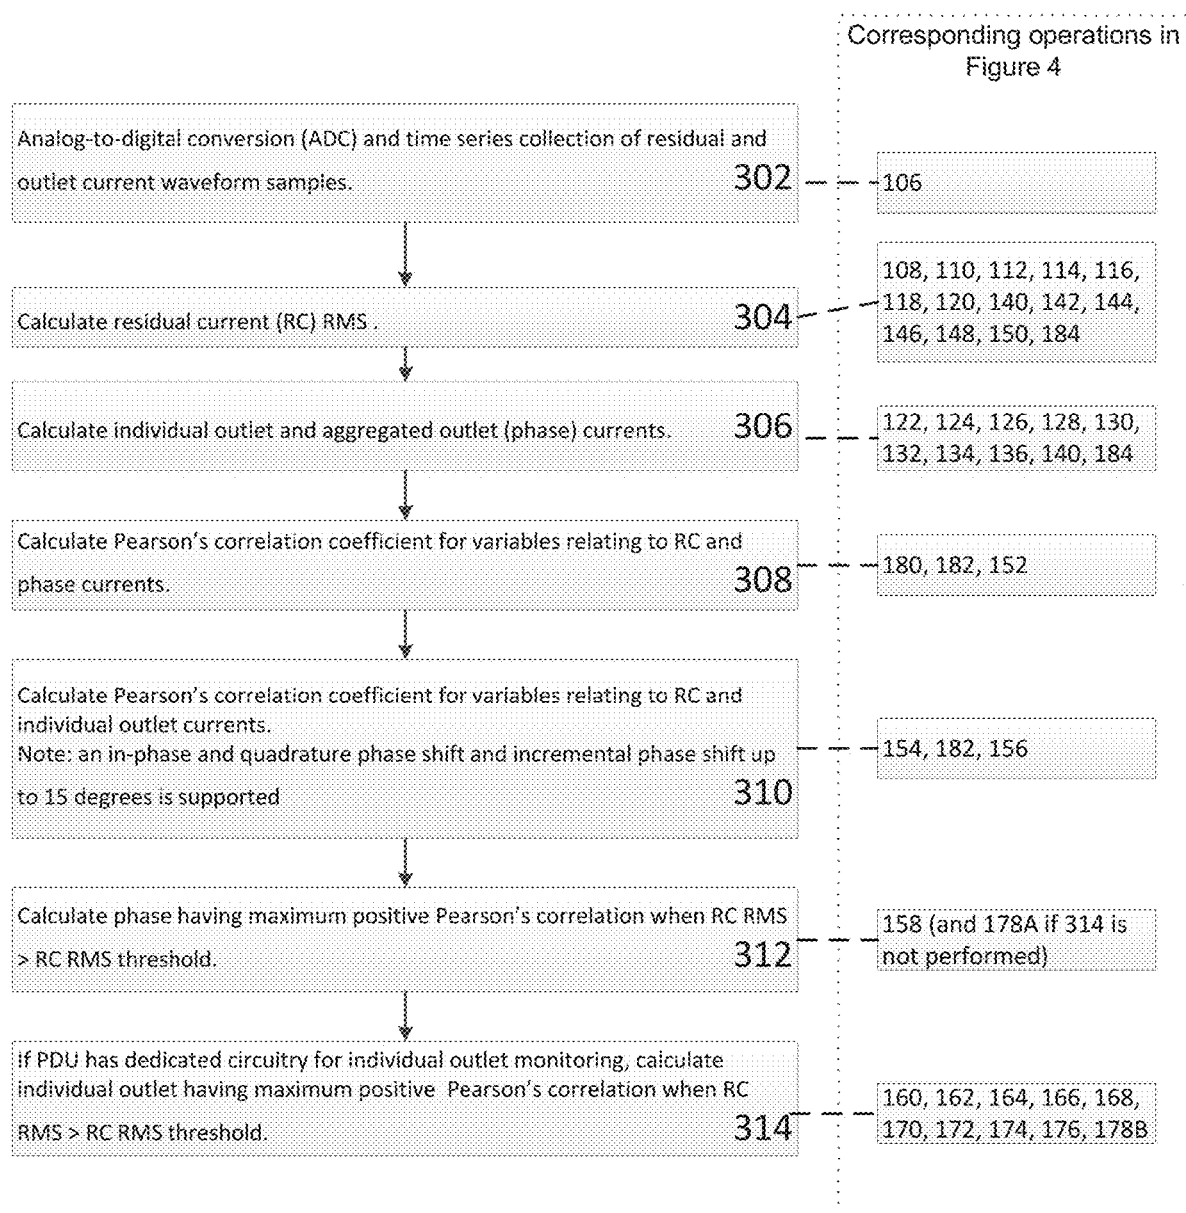 Corresponding operations in
Figure 4
Analog-to-digital conversion (ADC) and time series collection of residual and
outlet current waveform samples.
302
106
Calculate residual current (RC) RMS .
304
108, 110, 112, 114, 116,
118, 120, 140, 142, 144,
146, 148, 150, 184
Calculate individual outlet and aggregated outlet (phase) currents.
306
122, 124, 126, 128, 130,
132, 134, 136, 140, 184
Calculate Pearson's correlation coefficient for variables relating to RC and
phase currents.
308
180, 182, 152
Calculate Pearson's correlation coefficient for variables relating to RC and
individual outlet currents.
Note: an in-phase and quadrature phase shift and incremental phase shift up
to 15 degrees is supported
310
154, 182, 156
Calculate phase having maximum positive Pearson's correlation when RC RMS
> RC RMS threshold.
312
158 (and 178A if 314 is
not performed)
If PDU has dedicated circuitry for individual outlet monitoring, calculate
individual outlet having maximum positive Pearson's correlation when RC
RMS > RC RMS threshold.
314
160, 162, 164, 166, 168,
170, 172, 174, 176, 178B